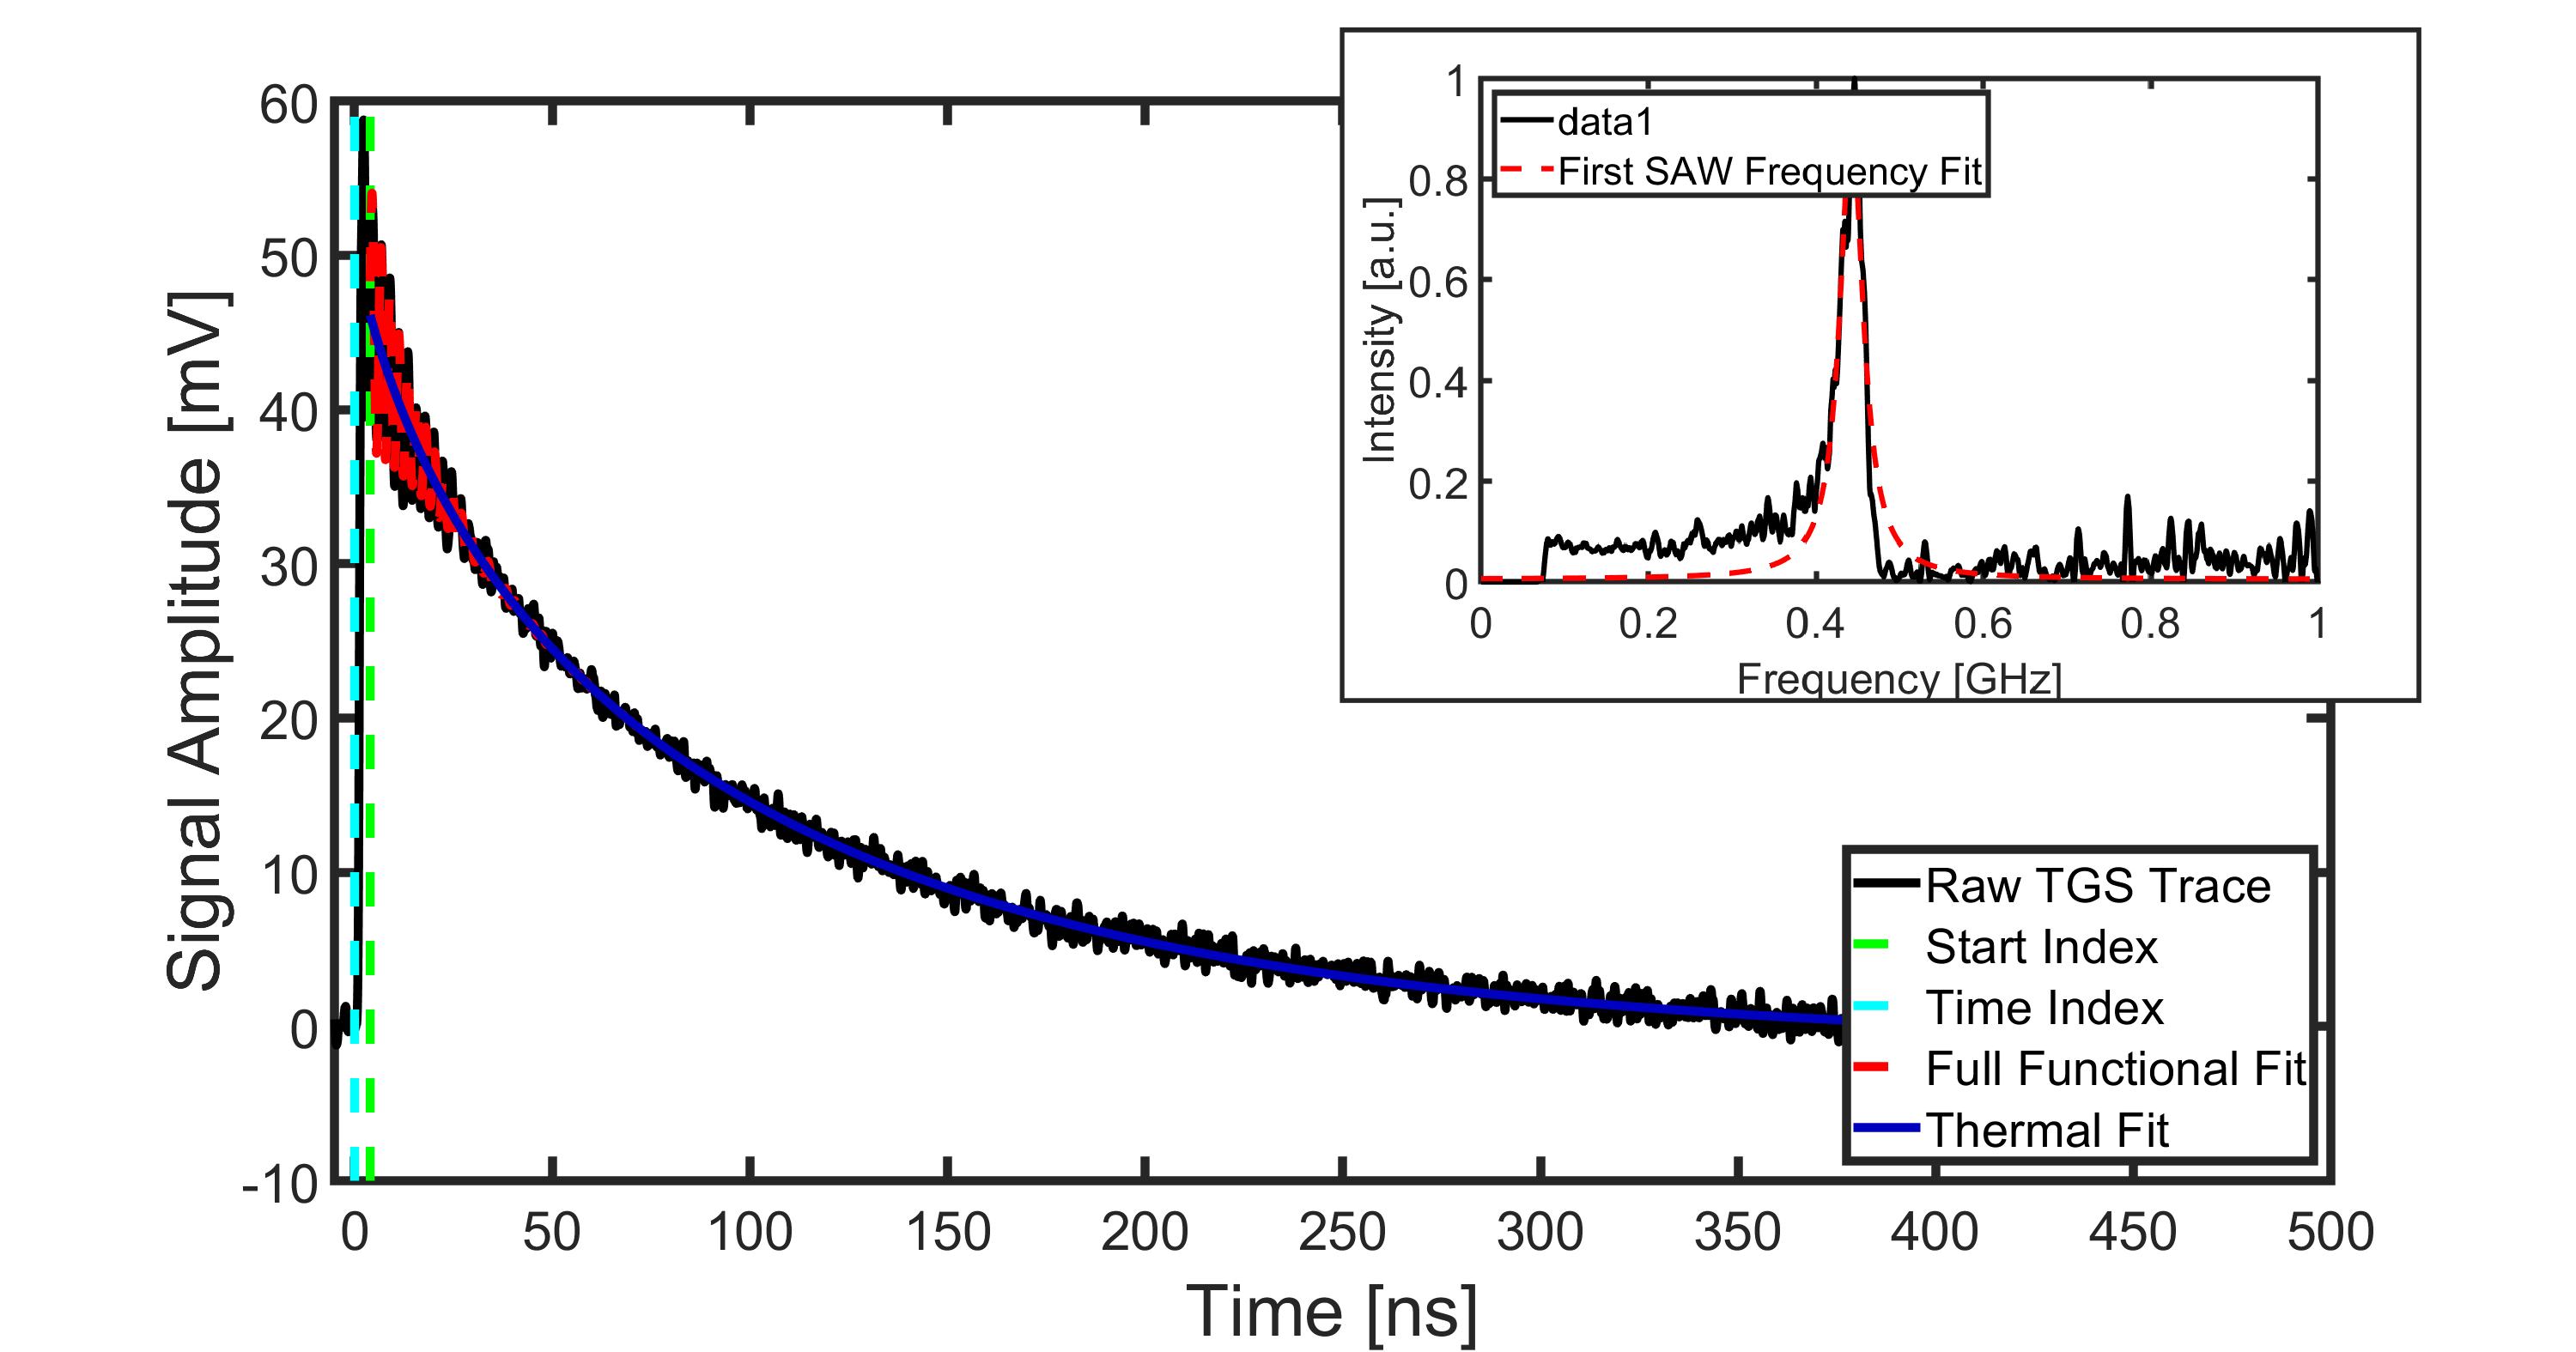 Signal Amplitude [mV]
60
50
40
30
20
10
0
-10
0 50 100 150 200 250 300 350 400 450 500
Time [ns]
Raw TGS Trace
Start Index
Time Index
Full Functional Fit
Thermal Fit
Intensity [a.u.]
1
0.8
0.6
0.4
0.2
0
0 0.2 0.4 0.6 0.8 1
Frequency [GHz]
data1
First SAW Frequency Fit